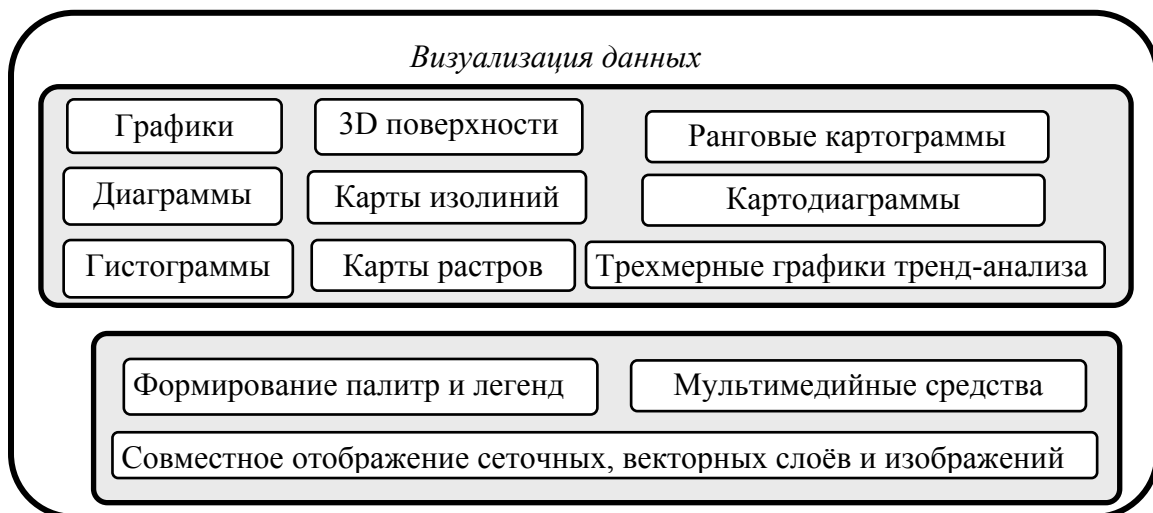 Визуализация данных
Графики
3D поверхности
Ранговые картограммы
Диаграммы
Карты изолиний
Картодиаграммы
Гистограммы
Карты растров
Трехмерные графики тренд-анализа
Формирование палитр и легенд
Мультимедийные средства
Совместное отображение сеточных, векторных слоёв и изображений